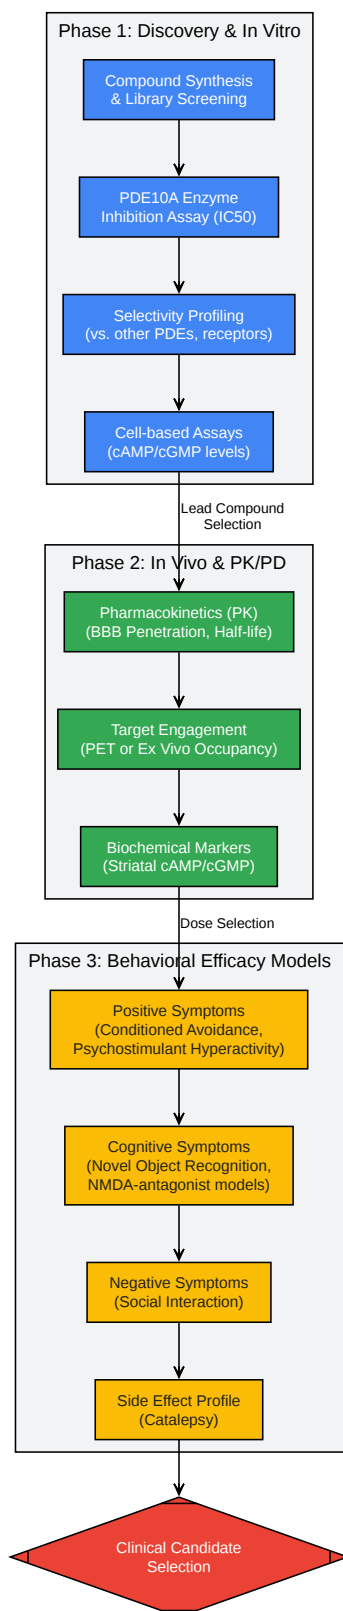 Phase 1: Discovery & In Vitro
Compound Synthesis
& Library Screening
PDE10A Enzyme
Inhibition Assay (IC50)
Selectivity Profiling
(vs. other PDEs, receptors)
Cell-based Assays
(cAMP/cGMP levels)
Lead Compound
Selection
Phase 2: In Vivo & PK/PD
Pharmacokinetics (PK)
(BBB Penetration, Half-life)
Target Engagement
(PET or Ex Vivo Occupancy)
Biochemical Markers
(Striatal cAMP/cGMP)
Dose Selection
Phase 3: Behavioral Efficacy Models
Positive Symptoms
(Conditioned Avoidance,
Psychostimulant Hyperactivity)
Cognitive Symptoms
(Novel Object Recognition,
NMDA-antagonist models)
Negative Symptoms
(Social Interaction)
Side Effect Profile
(Catalepsy)
Clinical Candidate
Selection